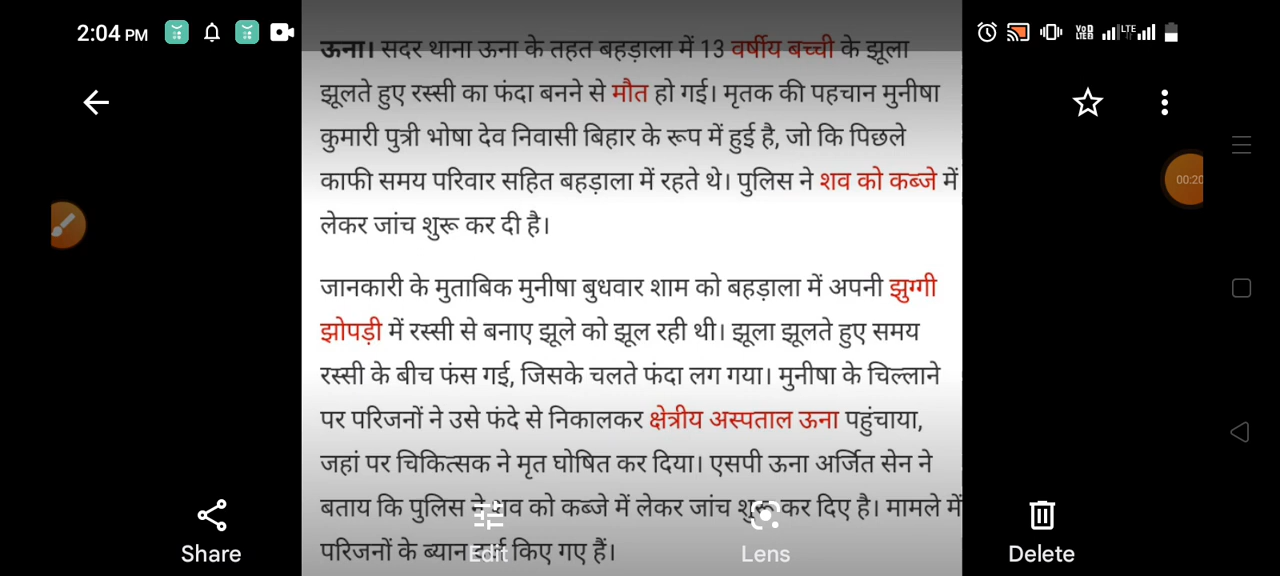 2:04 PM
VoD LTE
LTE
ऊना। सदर थाना ऊना के तहत बहड़ाला में 13 वर्षीय बच्ची के झूला
झूलते हुए रस्सी का फंदा बनने से मौत हो गई। मृतक की पहचान मुनीषा
कुमारी पुत्री भोषा देव निवासी बिहार के रूप में हुई है, जो कि पिछले
काफी समय परिवार सहित बहड़ाला में रहते थे। पुलिस ने शव को कब्जे में
00:20
लेकर जांच शुरू कर दी है।
जानकारी के मुताबिक मुनीषा बुधवार शाम को बहड़ाला में अपनी झुग्गी
झोपड़ी में रस्सी से बनाए झूले को झूल रही थी। झूला झूलते हुए समय
रस्सी के बीच फंस गई, जिसके चलते फंदा लग गया। मुनीषा के चिल्लाने
पर परिजनों ने उसे फंदे से निकालकर क्षेत्रीय अस्पताल ऊना पहुंचाया,
जहां पर चिकित्सक ने मृत घोषित कर दिया। एसपी ऊना अर्जित सेन ने
बताय कि पुलिस ने शव को कब्जे में लेकर जांच शुरू कर दिए है। मामले में
परिजनों के ब्यान दर्ज किए गए हैं।
Share Edit Lens Delete